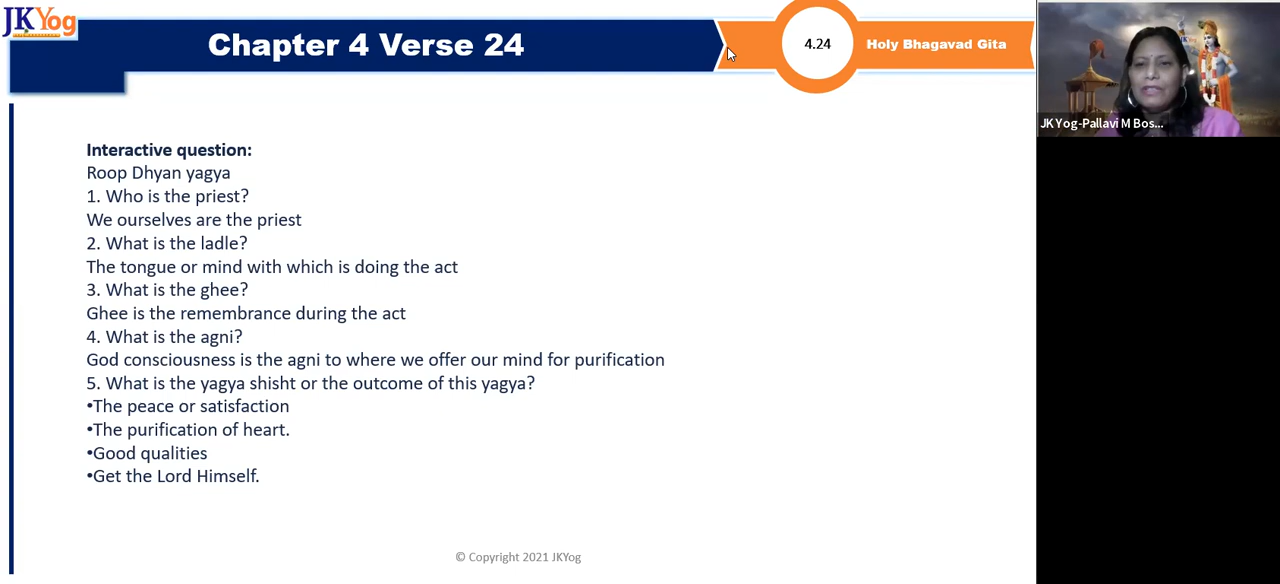 JKYog
Chapter 4 Verse 24
4.24
Holy Bhagavad Gita
JKYog
JK Yog-Pallavi M Bos...
Interactive question:
Roop Dhyan yagya
1. Who is the priest?
We ourselves are the priest
2. What is the ladle?
The tongue or mind with which is doing the act
3. What is the ghee?
Ghee is the remembrance during the act
4. What is the agni?
God consciousness is the agni to where we offer our mind for purification
5. What is the yagya shisht or the outcome of this yagya?
•The peace or satisfaction
•The purification of heart.
•Good qualities
•Get the Lord Himself.
© Copyright 2021 JKYog